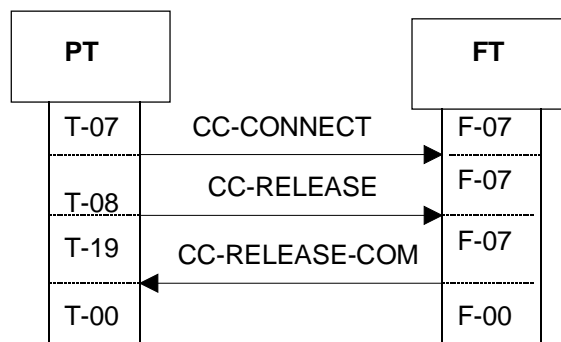 PT FT
T-07 CC-CONNECT F-07
T-08 CC-RELEASE F-07
T-19 CC-RELEASE-COM F-07
T-00 F-00